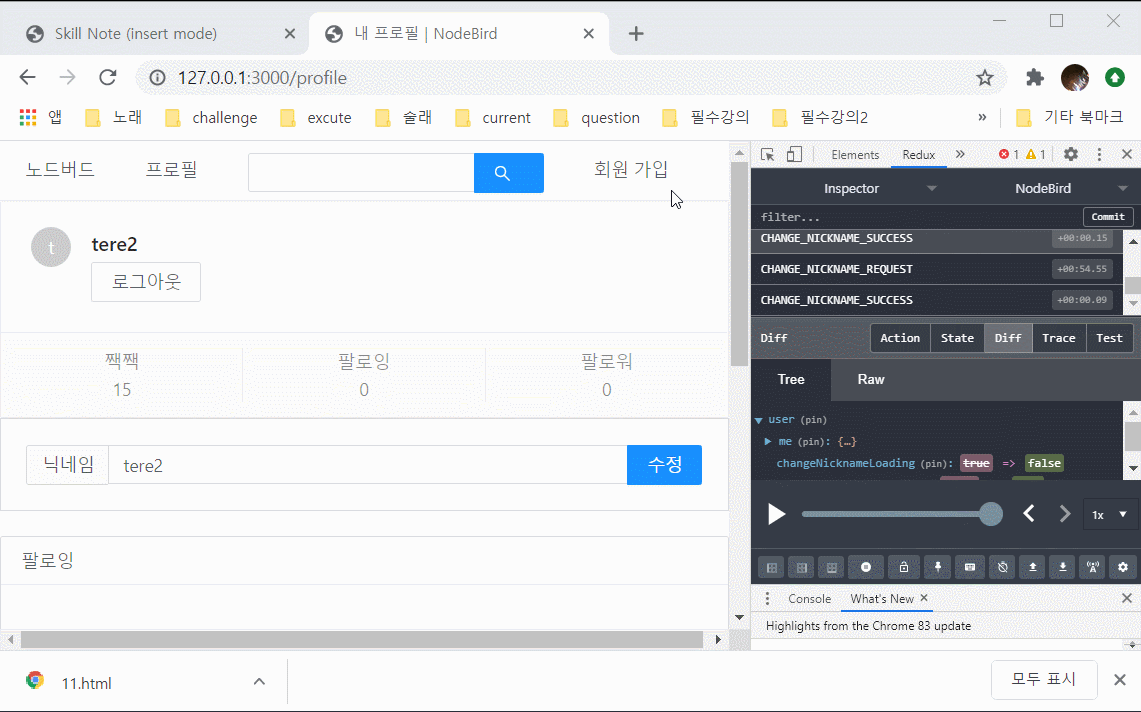 Skill Note (insert mode)
내 프로필 | NodeBird
127.0.0.1:3000/profile
앱 노래 challenge excute 술래 current question 필수강의 필수강의2 » 기타 북마크
노드버드 프로필 회원 가입
t tere2
로그아웃
짹짹 팔로잉 팔로워
15 0 0
닉네임 tere2 수정
팔로잉
Elements Redux » 1 1
Inspector NodeBird
filter... Commit
CHANGE_NICKNAME_SUCCESS +00:00.15
CHANGE_NICKNAME_REQUEST +00:54.55
CHANGE_NICKNAME_SUCCESS +00:00.09
Diff Action State Diff Trace Test
Tree Raw
user (pin)
me (pin): {…}
changeNicknameLoading (pin): true => false
1x
Console What's New
Highlights from the Chrome 83 update
11.html 모두 표시